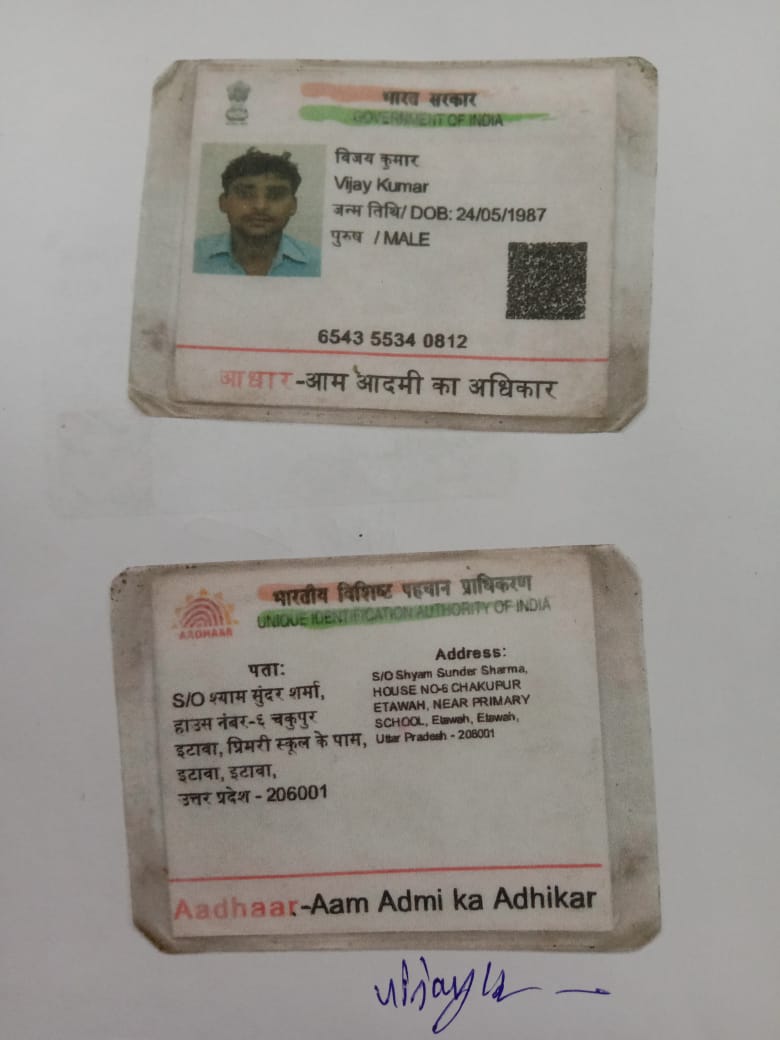 भारत सरकार
GOVERNMENT OF INDIA
विजय कुमार
Vijay Kumar
जन्म तिथि/ DOB: 24/05/1987
पुरुष / MALE
6543 5534 0812
आधार-आम आदमी का अधिकार
भारतीय विशिष्ट पहचान प्राधिकरण
UNIQUE IDENTIFICATION AUTHORITY OF INDIA
AADHAAR
पता:
S/O श्याम सुंदर शर्मा,
हाउस नंबर-६ चकुपुर
इटावा, प्रिमरी स्कूल के पास,
इटावा, इटावा,
उत्तर प्रदेश - 206001
Address:
S/O Shyam Sunder Sharma,
HOUSE NO-6 CHAKUPUR
ETAWAH, NEAR PRIMARY
SCHOOL, Etawah, Etawah,
Uttar Pradesh - 206001
Aadhaar-Aam Admi ka Adhikar
vijay k